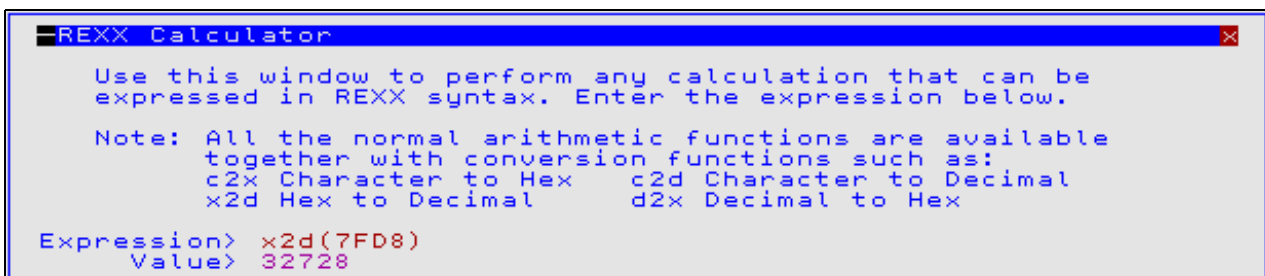 REXX Calculator
Use this window to perform any calculation that can be
expressed in REXX syntax. Enter the expression below.
Note: All the normal arithmetic functions are available
together with conversion functions such as:
c2x Character to Hex c2d Character to Decimal
x2d Hex to Decimal d2x Decimal to Hex
Expression> x2d(7FD8)
Value> 32728